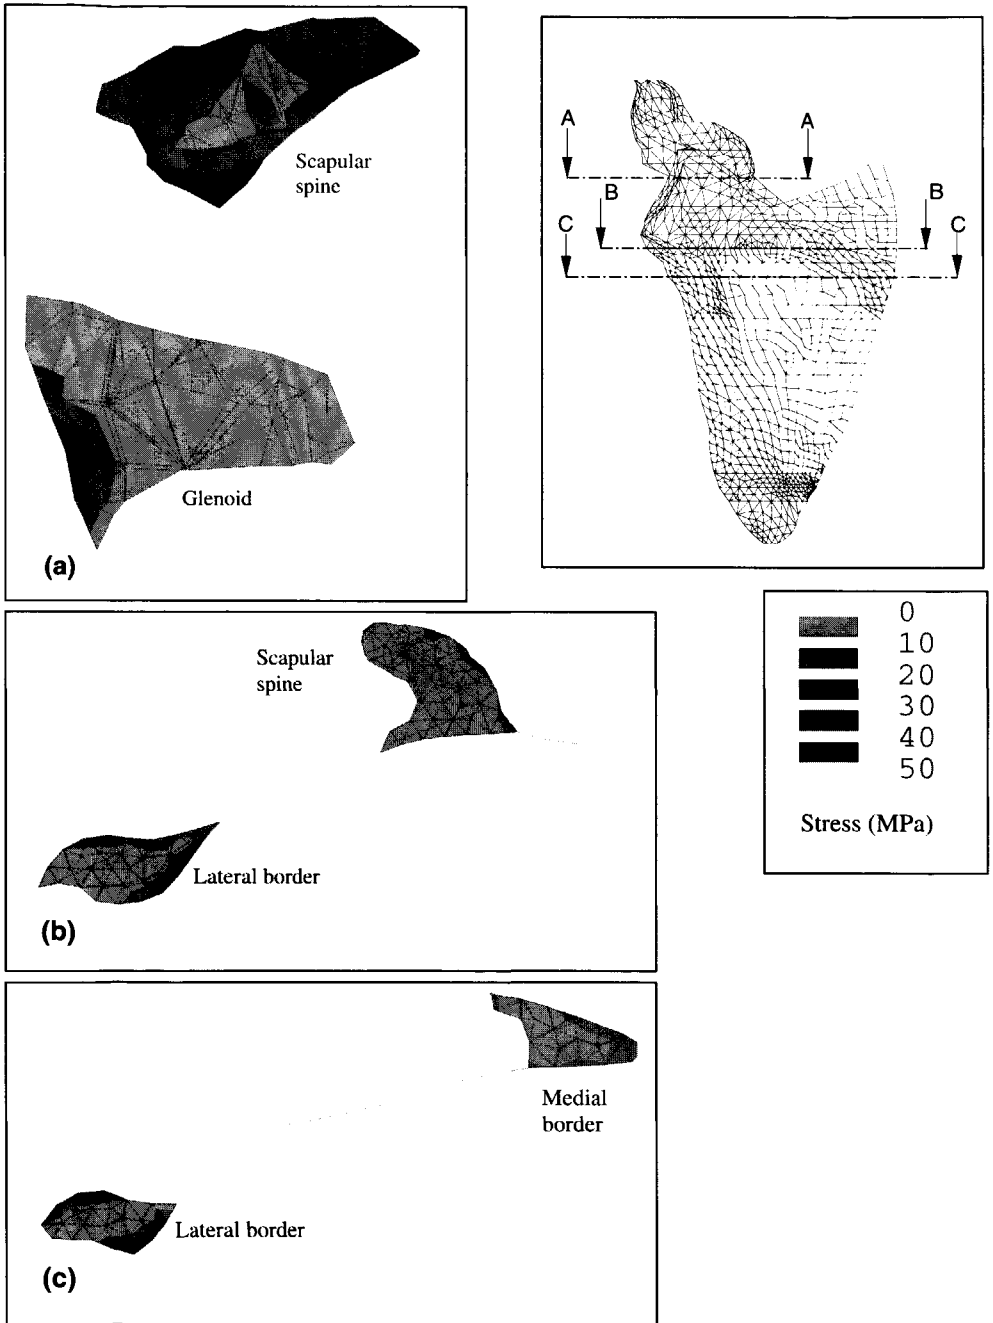 Scapular
spine
Glenoid
(a)
A
A
B
B
C
C
Scapular
spine
Lateral border
(b)
0
10
20
30
40
50
Stress (MPa)
Medial
border
Lateral border
(c)